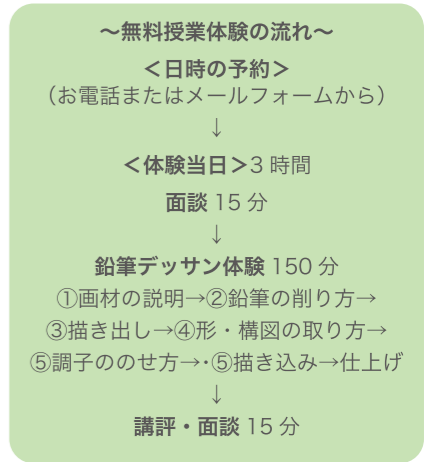 ～無料授業体験の流れ～
＜日時の予約＞
（お電話またはメールフォームから）
↓
＜体験当日＞3 時間
面談 15 分
↓
鉛筆デッサン体験 150 分
①画材の説明→②鉛筆の削り方→
③描き出し→④形・構図の取り方→
⑤調子ののせ方→･⑤描き込み→仕上げ
↓
講評・面談 15 分